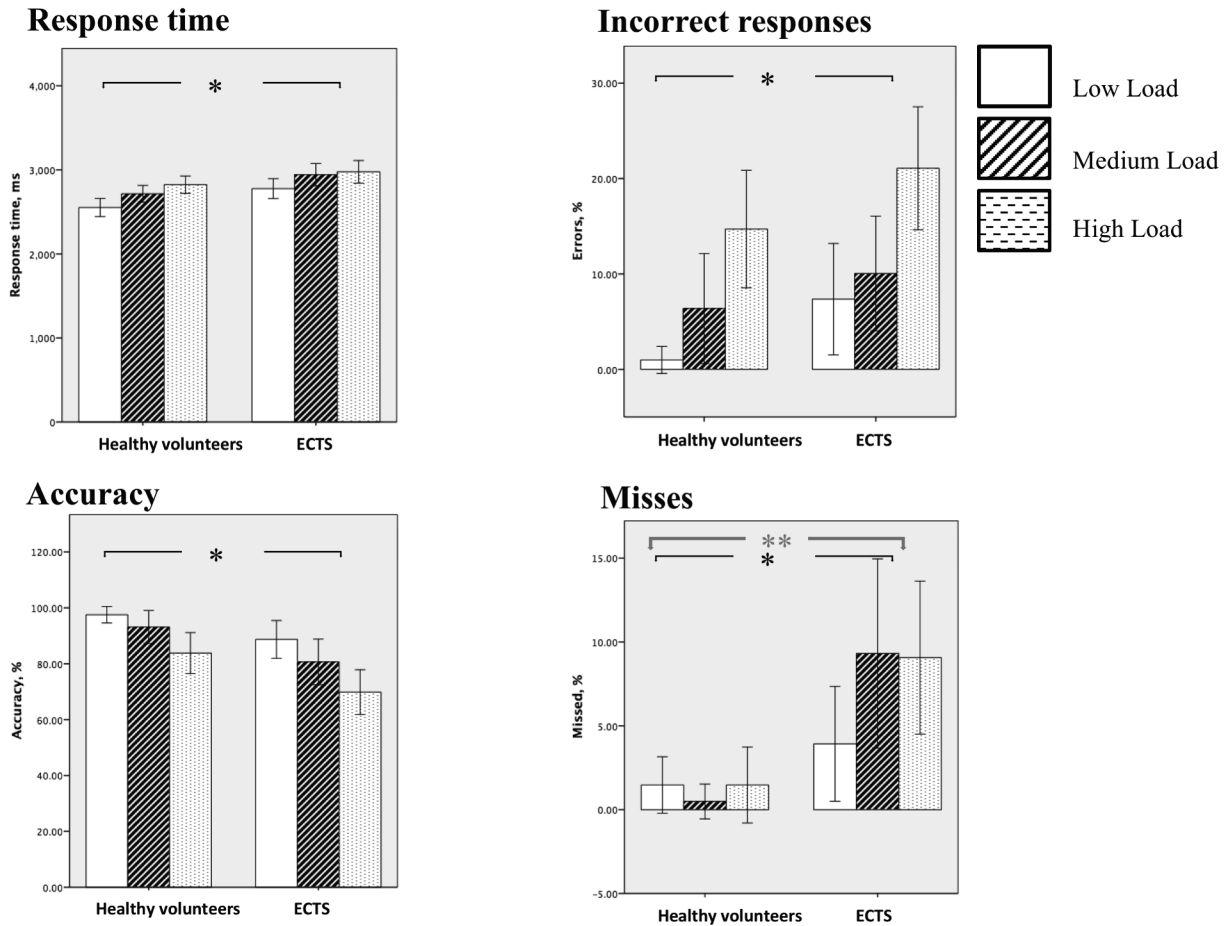 Response time
*
4,000
3,000
2,000
1,000
0
Response time, ms
Healthy volunteers
ECTS
Incorrect responses
*
30.00
20.00
10.00
0.00
Errors, %
Healthy volunteers
ECTS
Low Load
Medium Load
High Load
Accuracy
*
120.00
100.00
80.00
60.00
40.00
20.00
0.00
Accuracy, %
Healthy volunteers
ECTS
Misses
**
*
15.00
10.00
5.00
0.00
-5.00
Missed, %
Healthy volunteers
ECTS